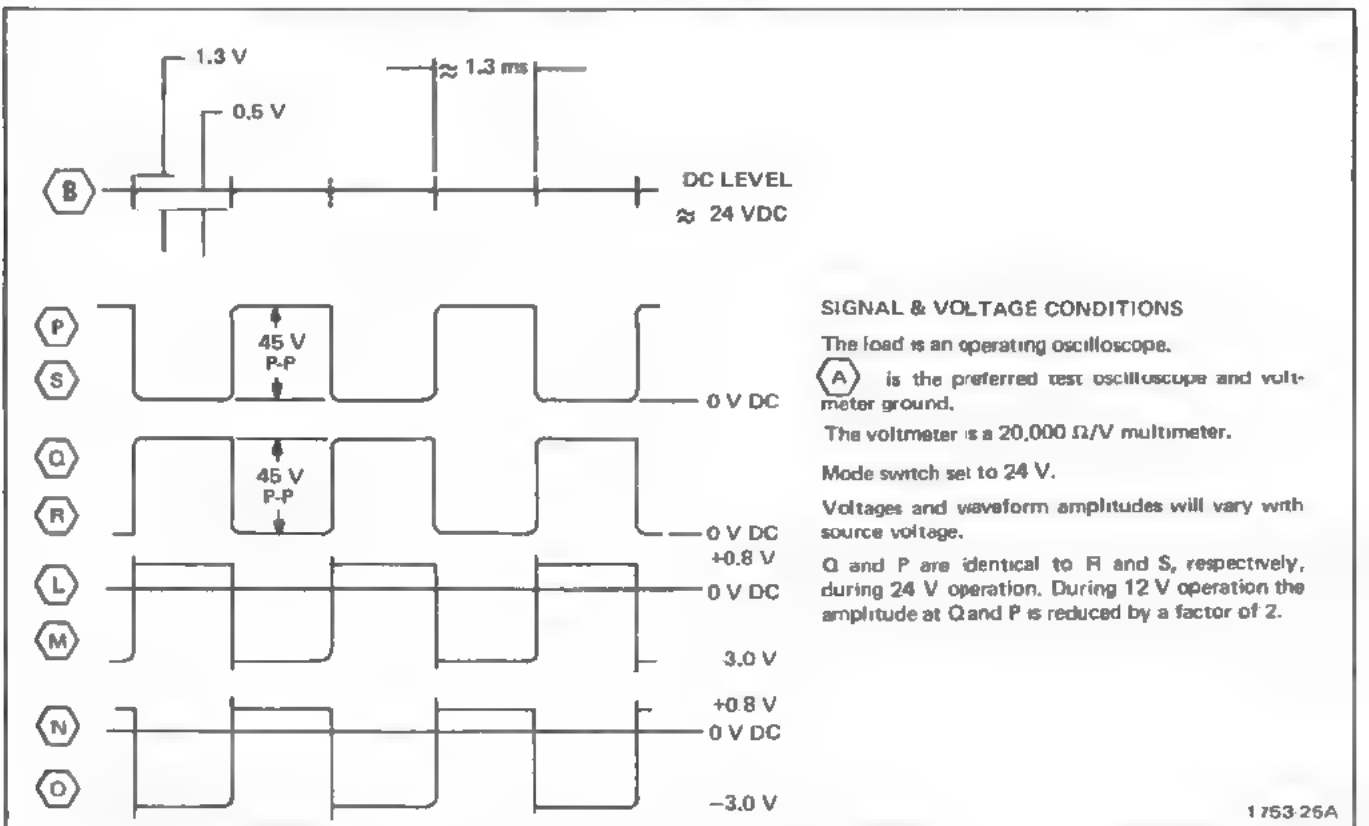 1.3 V
≈ 1.3 ms
0.5 V
B
DC LEVEL
≈ 24 VDC
P
45 V
P-P
S
0 V DC
Q
45 V
P-P
R
0 V DC
+0.8 V
L
0 V DC
M
3.0 V
+0.8 V
N
0 V DC
O
−3.0 V
SIGNAL & VOLTAGE CONDITIONS
The load is an operating oscilloscope.
A is the preferred test oscilloscope and volt-
meter ground.
The voltmeter is a 20,000 Ω/V multimeter.
Mode switch set to 24 V.
Voltages and waveform amplitudes will vary with
source voltage.
Q and P are identical to R and S, respectively,
during 24 V operation. During 12 V operation the
amplitude at Q and P is reduced by a factor of 2.
1753-25A